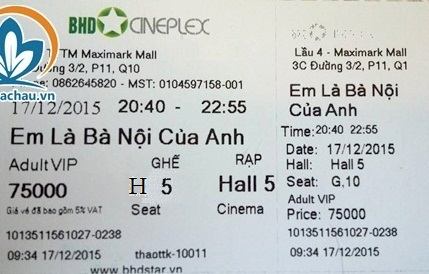 BHD CINEPLEX
TTTM Maximark Mall
Đường 3/2, P11, Q10
0862645820 - MST: 0104597158-001
achau.vn
17/12/2015 20:40 - 22:55
Em Là Bà Nội Của Anh
Adult VIP GHẾ RẠP
75000 H 5 Hall 5
Giá vé đã bao gồm 5% VAT Seat Cinema
1013511561027-0238
09:34 17/12/2015 thaottk-10011
www.bhdstar.vn
Lầu 4 - Maximark Mall
3C Đường 3/2, P11, Q1
Em Là Bà Nội
Của Anh
Time: 20:40 22:55
Date: 17/12/2015
Hall: Hall 5
Seat: G,10
Adult VIP
Price: 75000
1013511561027-0238
09:34 17/12/2015